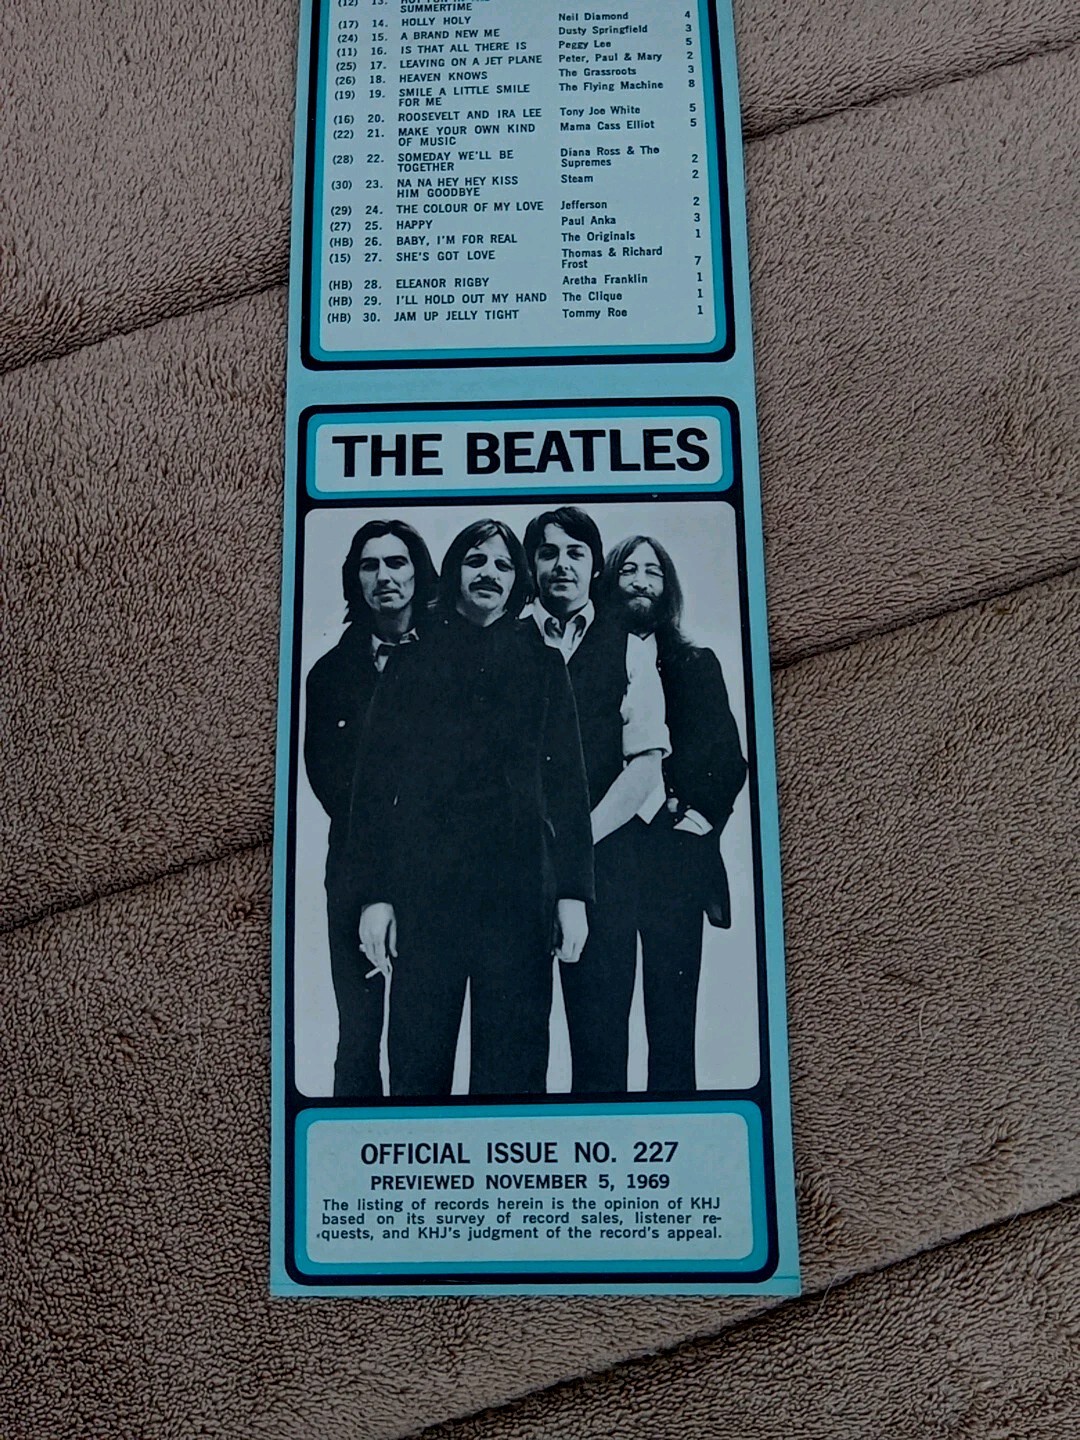 (12) 13. HOT FUN IN THE
SUMMERTIME
(17) 14. HOLLY HOLY Neil Diamond 4
(24) 15. A BRAND NEW ME Dusty Springfield 3
(11) 16. IS THAT ALL THERE IS Peggy Lee 5
(25) 17. LEAVING ON A JET PLANE Peter, Paul & Mary 2
(26) 18. HEAVEN KNOWS The Grassroots 3
(19) 19. SMILE A LITTLE SMILE The Flying Machine 8
FOR ME
(16) 20. ROOSEVELT AND IRA LEE Tony Joe White 5
(22) 21. MAKE YOUR OWN KIND Mama Cass Elliot 5
OF MUSIC
(28) 22. SOMEDAY WE'LL BE Diana Ross & The
TOGETHER Supremes 2
(30) 23. NA NA HEY HEY KISS Steam 2
HIM GOODBYE
(29) 24. THE COLOUR OF MY LOVE Jefferson 2
(27) 25. HAPPY Paul Anka 3
(HB) 26. BABY, I'M FOR REAL The Originals 1
(15) 27. SHE'S GOT LOVE Thomas & Richard
Frost 7
(HB) 28. ELEANOR RIGBY Aretha Franklin 1
(HB) 29. I'LL HOLD OUT MY HAND The Clique 1
(HB) 30. JAM UP JELLY TIGHT Tommy Roe 1
THE BEATLES
OFFICIAL ISSUE NO. 227
PREVIEWED NOVEMBER 5, 1969
The listing of records herein is the opinion of KHJ
based on its survey of record sales, listener re-
quests, and KHJ's judgment of the record's appeal.